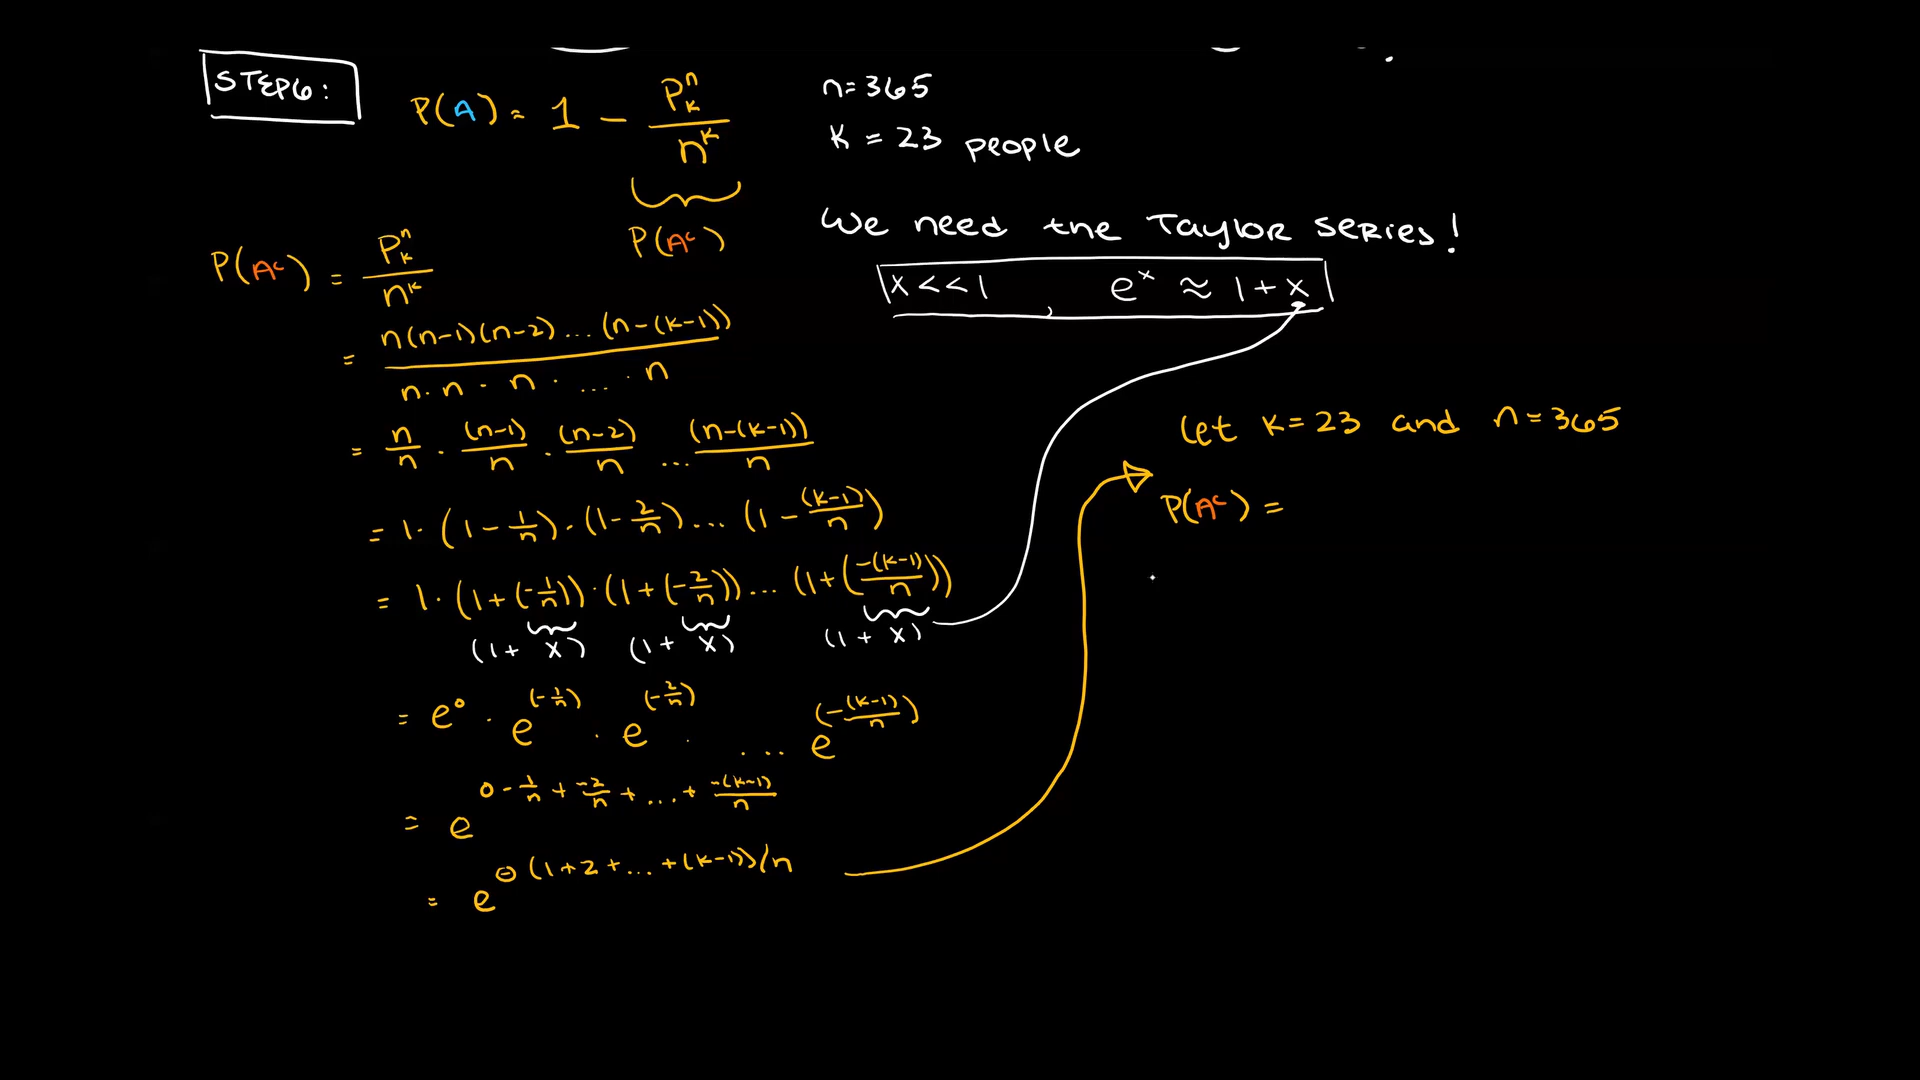 STEP6:
P(A) = 1 - P^n_k / n^k
P(A^c)
n=365
K = 23 people
We need the Taylor series!
x<<1, e^x ≈ 1+x
P(A^c) = P^n_k / n^k
= n(n-1)(n-2)...(n-(k-1)) / n·n·n·...·n
= n/n · (n-1)/n · (n-2)/n ... (n-(k-1))/n
= 1·(1-1/n)·(1-2/n)...(1-(k-1)/n)
= 1·(1+(-1/n))·(1+(-2/n))...(1+(-(k-1)/n))
(1+x) (1+x) (1+x)
= e^0 · e^(-1/n) · e^(-2/n) · ... e^(-(k-1)/n)
= e^(0-1/n+-2/n+...+-(k-1)/n)
= e^-(1+2+...+(k-1))/n
Let k=23 and n=365
P(A^c) =